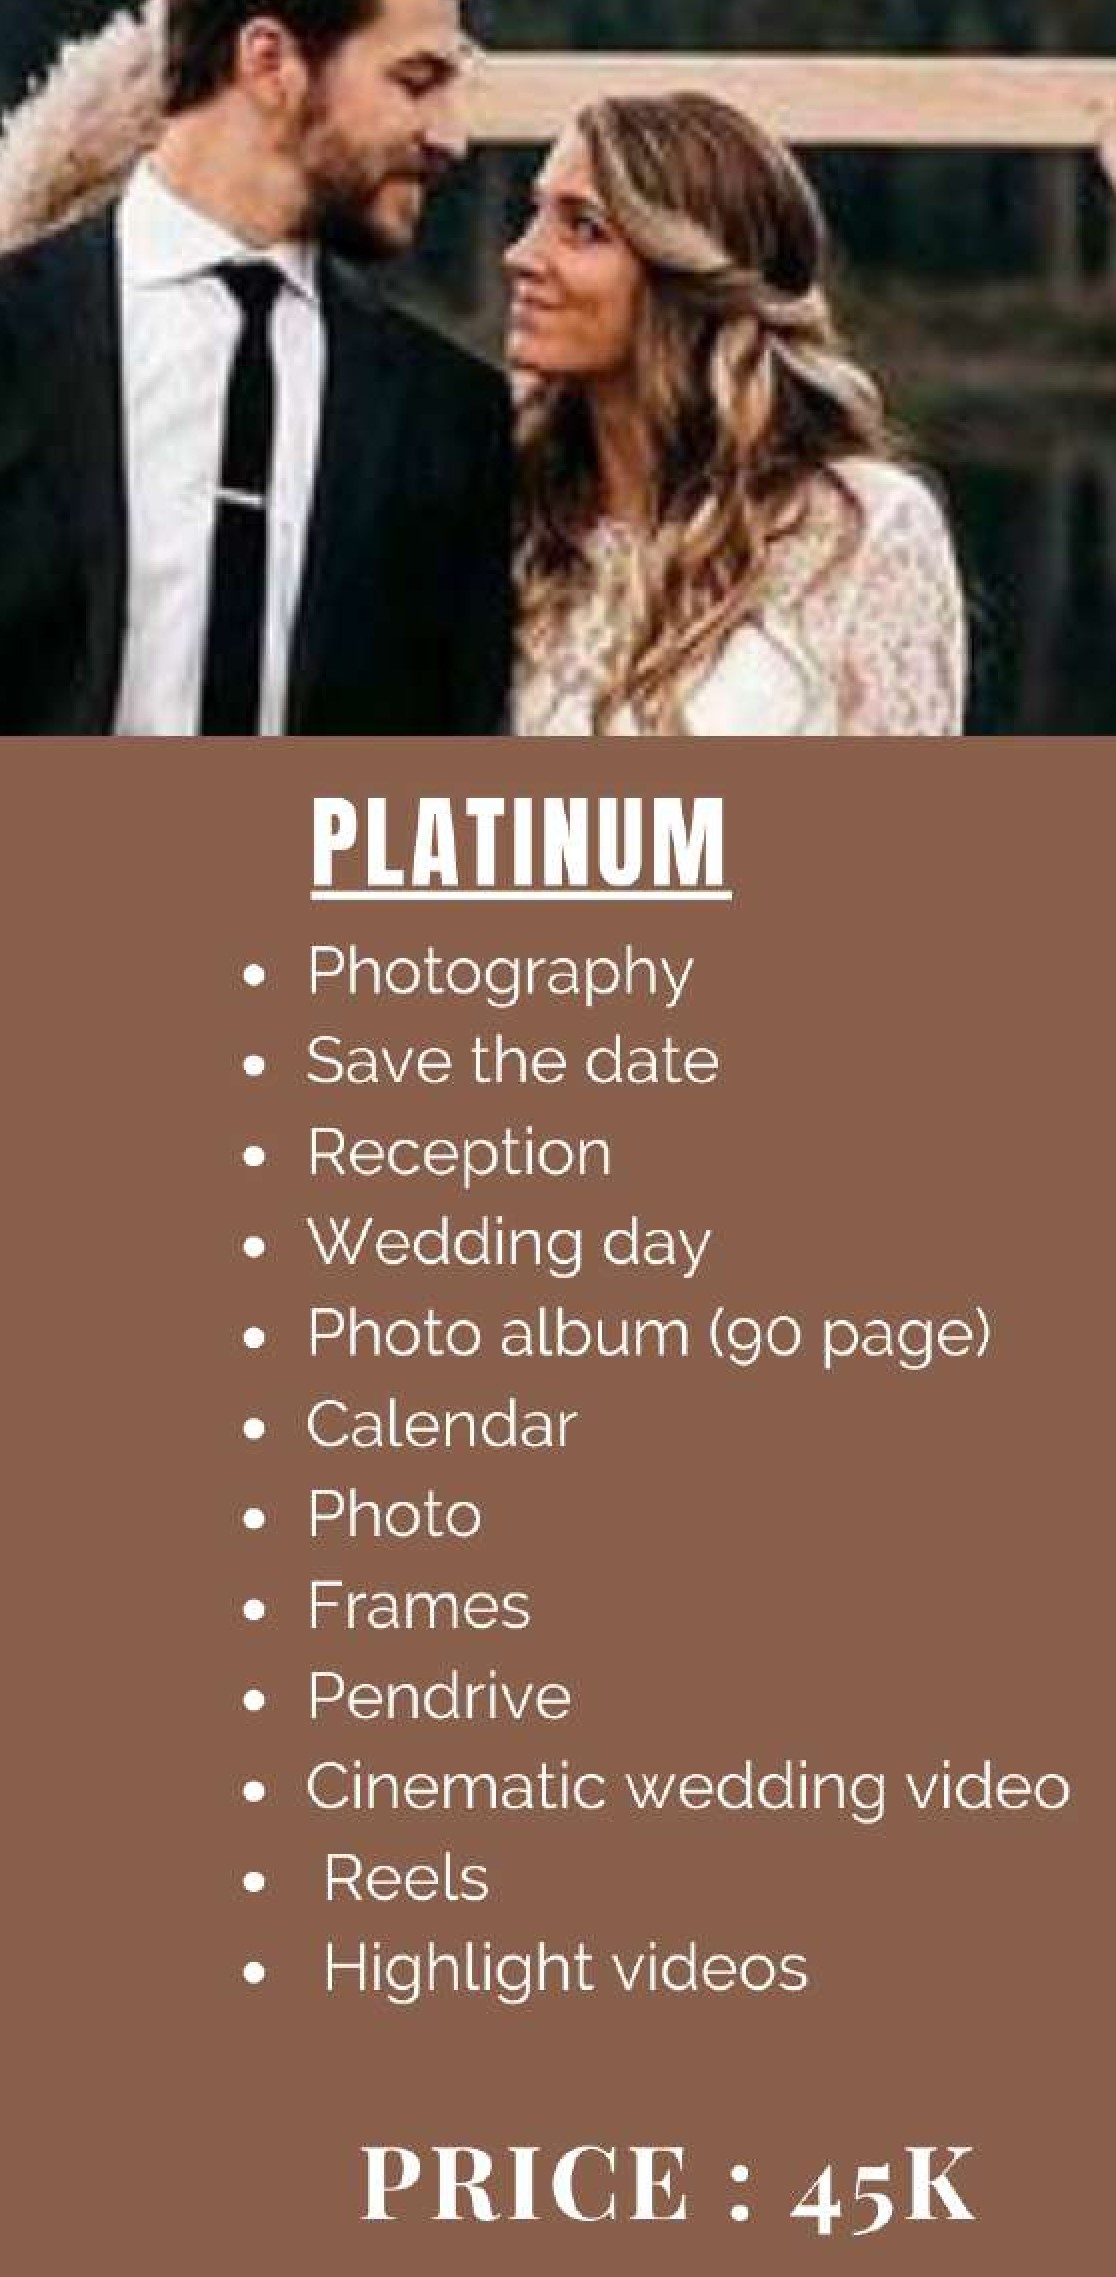 PLATINUM
• Photography
• Save the date
• Reception
• Wedding day
• Photo album (90 page)
• Calendar
• Photo
• Frames
• Pendrive
• Cinematic wedding video
• Reels
• Highlight videos
PRICE : 45K